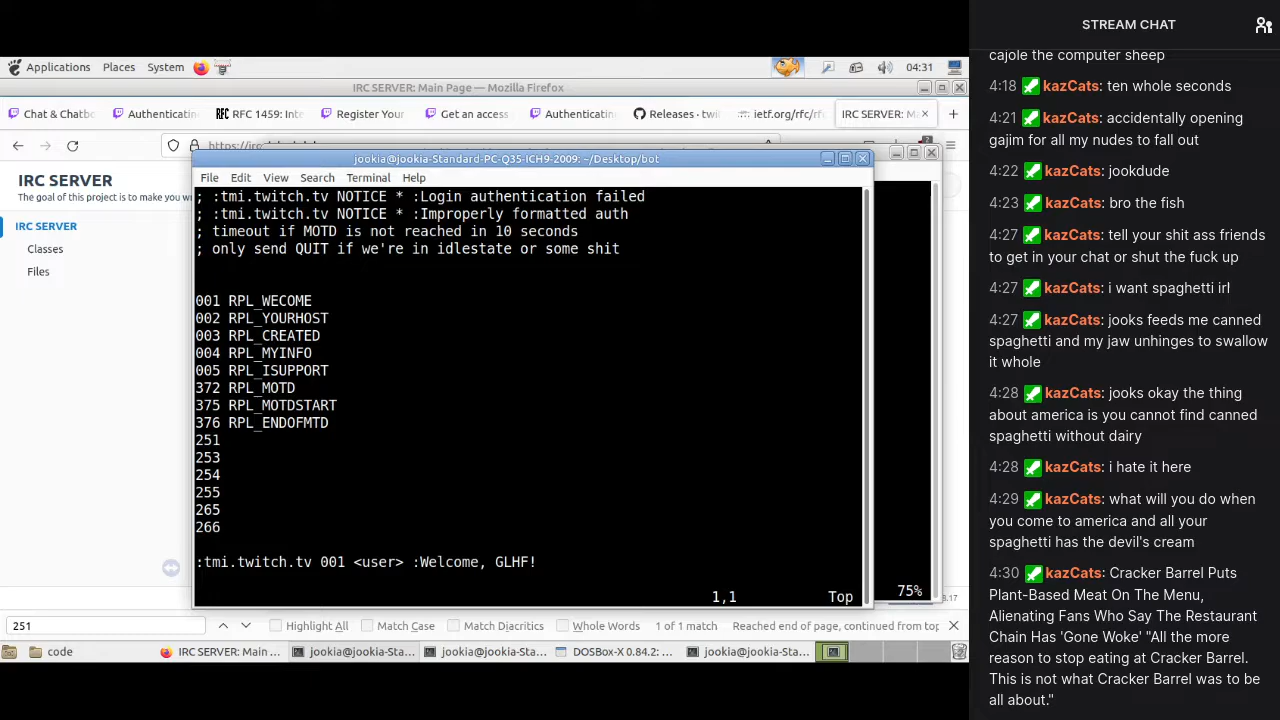 Applications Places System 04:31
IRC SERVER: Main Page — Mozilla Firefox
Chat & Chatbo
Authenticatin
RFC 1459: Inte
Register Your
Get an access
Authenticatin
Releases · twi
ietf.org/rfc/rfc
IRC SERVER: Ma
IRC SERVER
The goal of this project is to make you wr
IRC SERVER
Classes
Files
jookia@jookia-Standard-PC-Q35-ICH9-2009: ~/Desktop/bot
File Edit View Search Terminal Help
; :tmi.twitch.tv NOTICE * :Login authentication failed
; :tmi.twitch.tv NOTICE * :Improperly formatted auth
; timeout if MOTD is not reached in 10 seconds
; only send QUIT if we're in idlestate or some shit
001 RPL_WECOME
002 RPL_YOURHOST
003 RPL_CREATED
004 RPL_MYINFO
005 RPL_ISUPPORT
372 RPL_MOTD
375 RPL_MOTDSTART
376 RPL_ENDOFMTD
251
253
254
255
265
266
:tmi.twitch.tv 001 <user> :Welcome, GLHF!
1,1 Top
75%
251 Highlight All Match Case Match Diacritics Whole Words 1 of 1 match Reached end of page, continued from top
code
IRC SERVER: Main ...
jookia@jookia-Sta...
jookia@jookia-Sta...
DOSBox-X 0.84.2: ...
jookia@jookia-Sta...
STREAM CHAT
cajole the computer sheep
4:18 kazCats: ten whole seconds
4:21 kazCats: accidentally opening
gajim for all my nudes to fall out
4:22 kazCats: jookdude
4:23 kazCats: bro the fish
4:27 kazCats: tell your shit ass friends
to get in your chat or shut the fuck up
4:27 kazCats: i want spaghetti irl
4:27 kazCats: jooks feeds me canned
spaghetti and my jaw unhinges to swallow
it whole
4:28 kazCats: jooks okay the thing
about america is you cannot find canned
spaghetti without dairy
4:28 kazCats: i hate it here
4:29 kazCats: what will you do when
you come to america and all your
spaghetti has the devil's cream
4:30 kazCats: Cracker Barrel Puts
Plant-Based Meat On The Menu,
Alienating Fans Who Say The Restaurant
Chain Has 'Gone Woke' "All the more
reason to stop eating at Cracker Barrel.
This is not what Cracker Barrel was to be
all about."